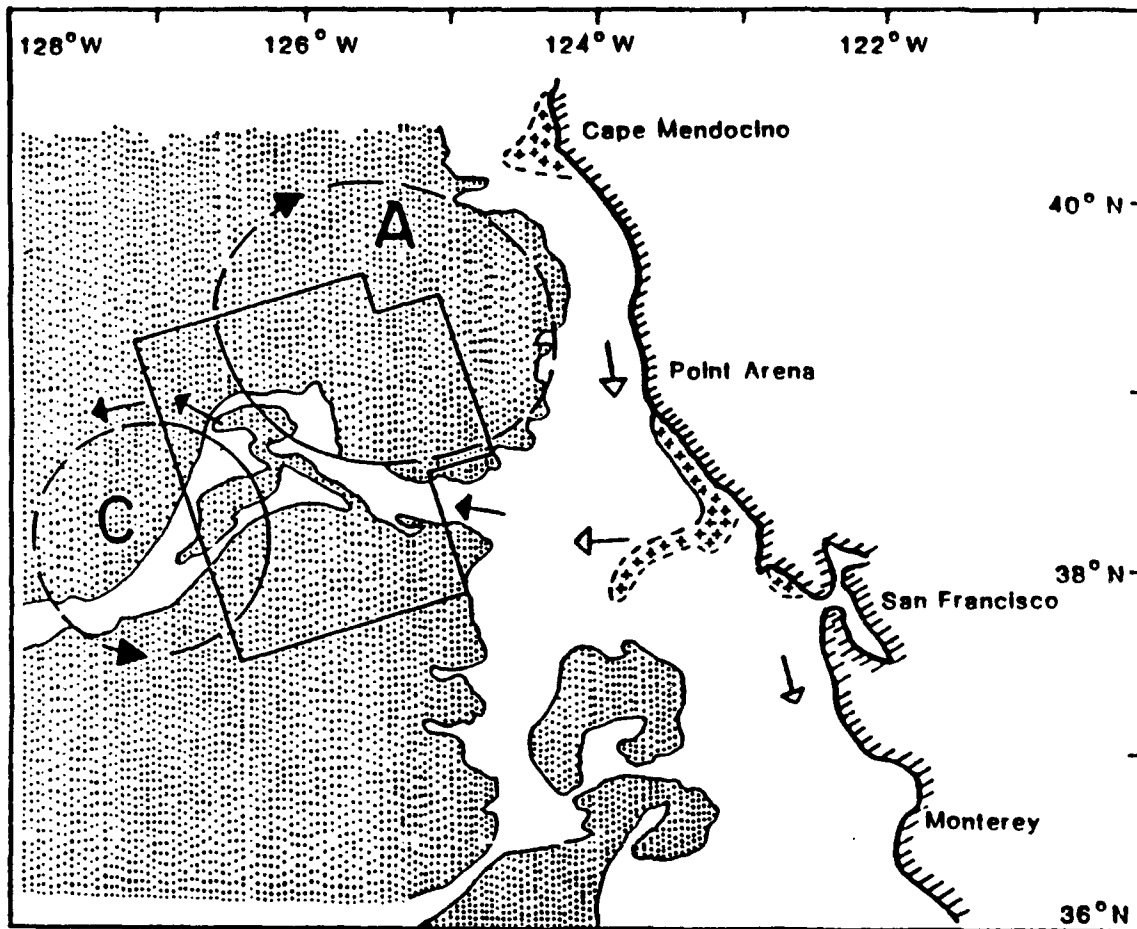 128°W 126°W 124°W 122°W
Cape Mendocino
40°N
A
Point Arena
C
38°N
San Francisco
Monterey
36°N